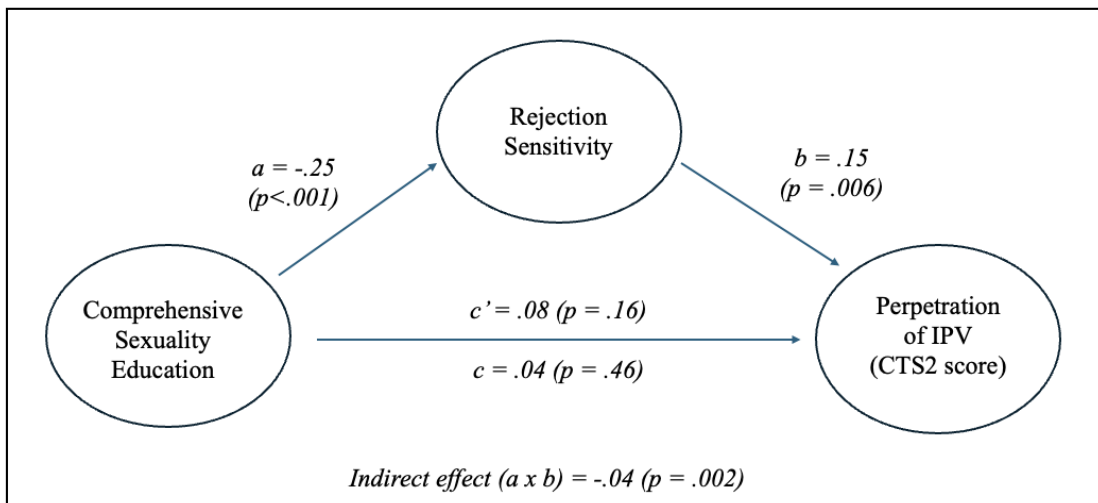 Rejection
Sensitivity
a = -.25
(p<.001)
b = .15
(p = .006)
Comprehensive
Sexuality
Education
c’ = .08 (p = .16)
c = .04 (p = .46)
Perpetration
of IPV
(CTS2 score)
Indirect effect (a x b) = -.04 (p = .002)